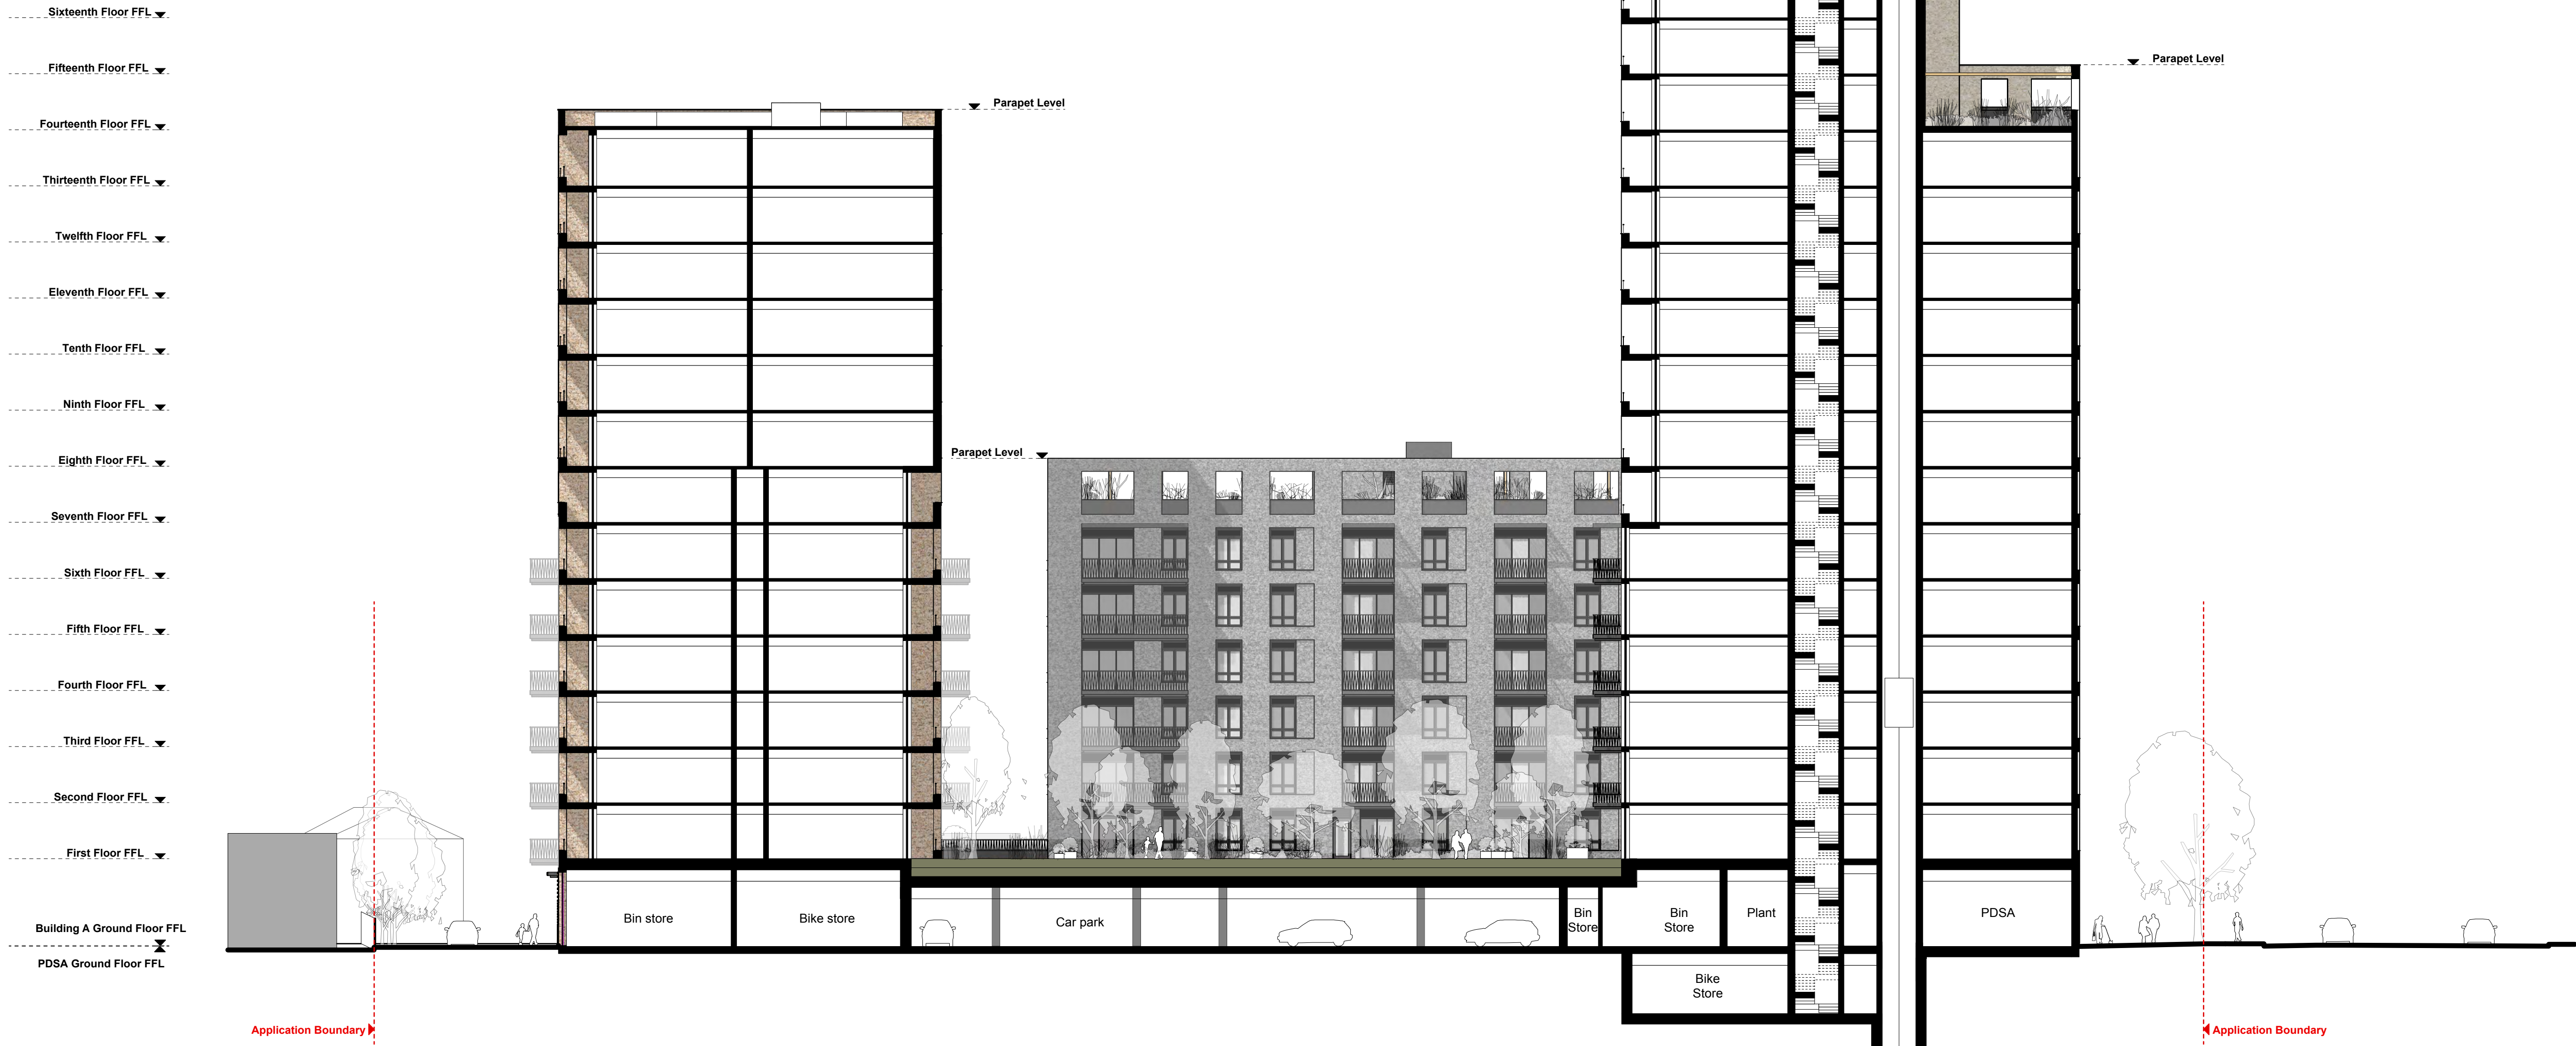 Sixteenth Floor FFL
Fifteenth Floor FFL
Parapet Level
Parapet Level
Fourteenth Floor FFL
Thirteenth Floor FFL
Twelfth Floor FFL
Eleventh Floor FFL
Tenth Floor FFL
Ninth Floor FFL
Parapet Level
Eighth Floor FFL
Seventh Floor FFL
Sixth Floor FFL
Fifth Floor FFL
Fourth Floor FFL
Third Floor FFL
Second Floor FFL
First Floor FFL
Bin store
Bike store
Car park
Bin
Store
Bin
Store
Plant
PDSA
Building A Ground Floor FFL
PDSA Ground Floor FFL
Bike
Store
Application Boundary
Application Boundary